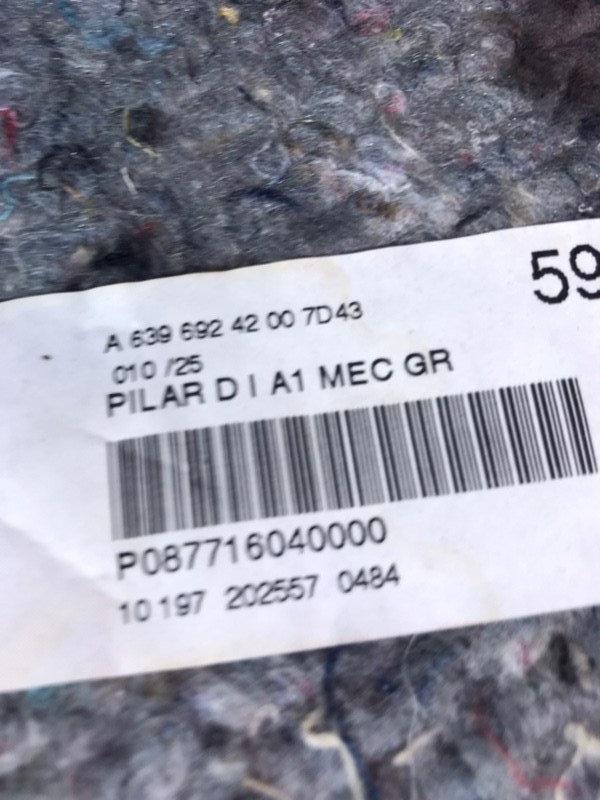 59
A 639 692 42 00 7D43
010 /25
PILAR D I A1 MEC GR
P087716040000
10 197 202557 0484